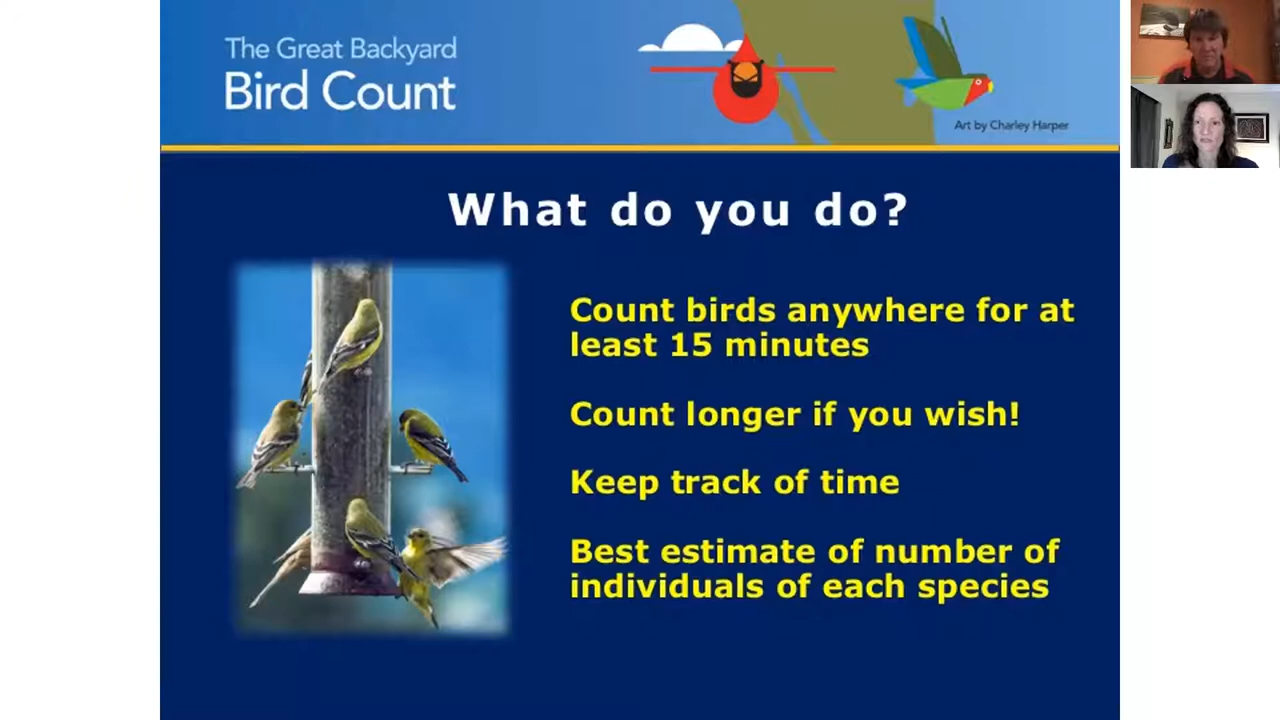 The Great Backyard
Bird Count
Art by Charley Harper
What do you do?
Count birds anywhere for at
least 15 minutes
Count longer if you wish!
Keep track of time
Best estimate of number of
individuals of each species